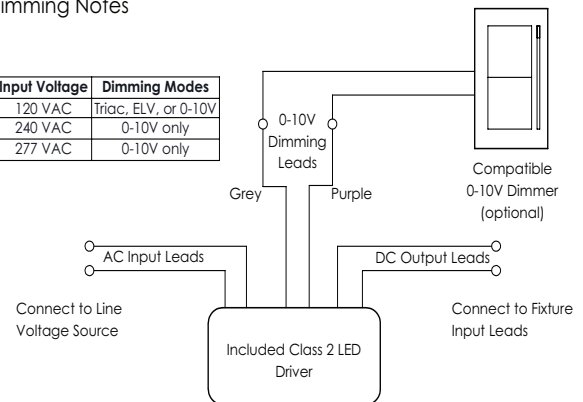 imming Notes
Input Voltage Dimming Modes
120 VAC Triac, ELV, or 0-10V
240 VAC 0-10V only
277 VAC 0-10V only
0-10V
Dimming
Leads
Grey
Purple
Compatible
0-10V Dimmer
(optional)
AC Input Leads
DC Output Leads
Connect to Line
Voltage Source
Connect to Fixture
Input Leads
Included Class 2 LED
Driver